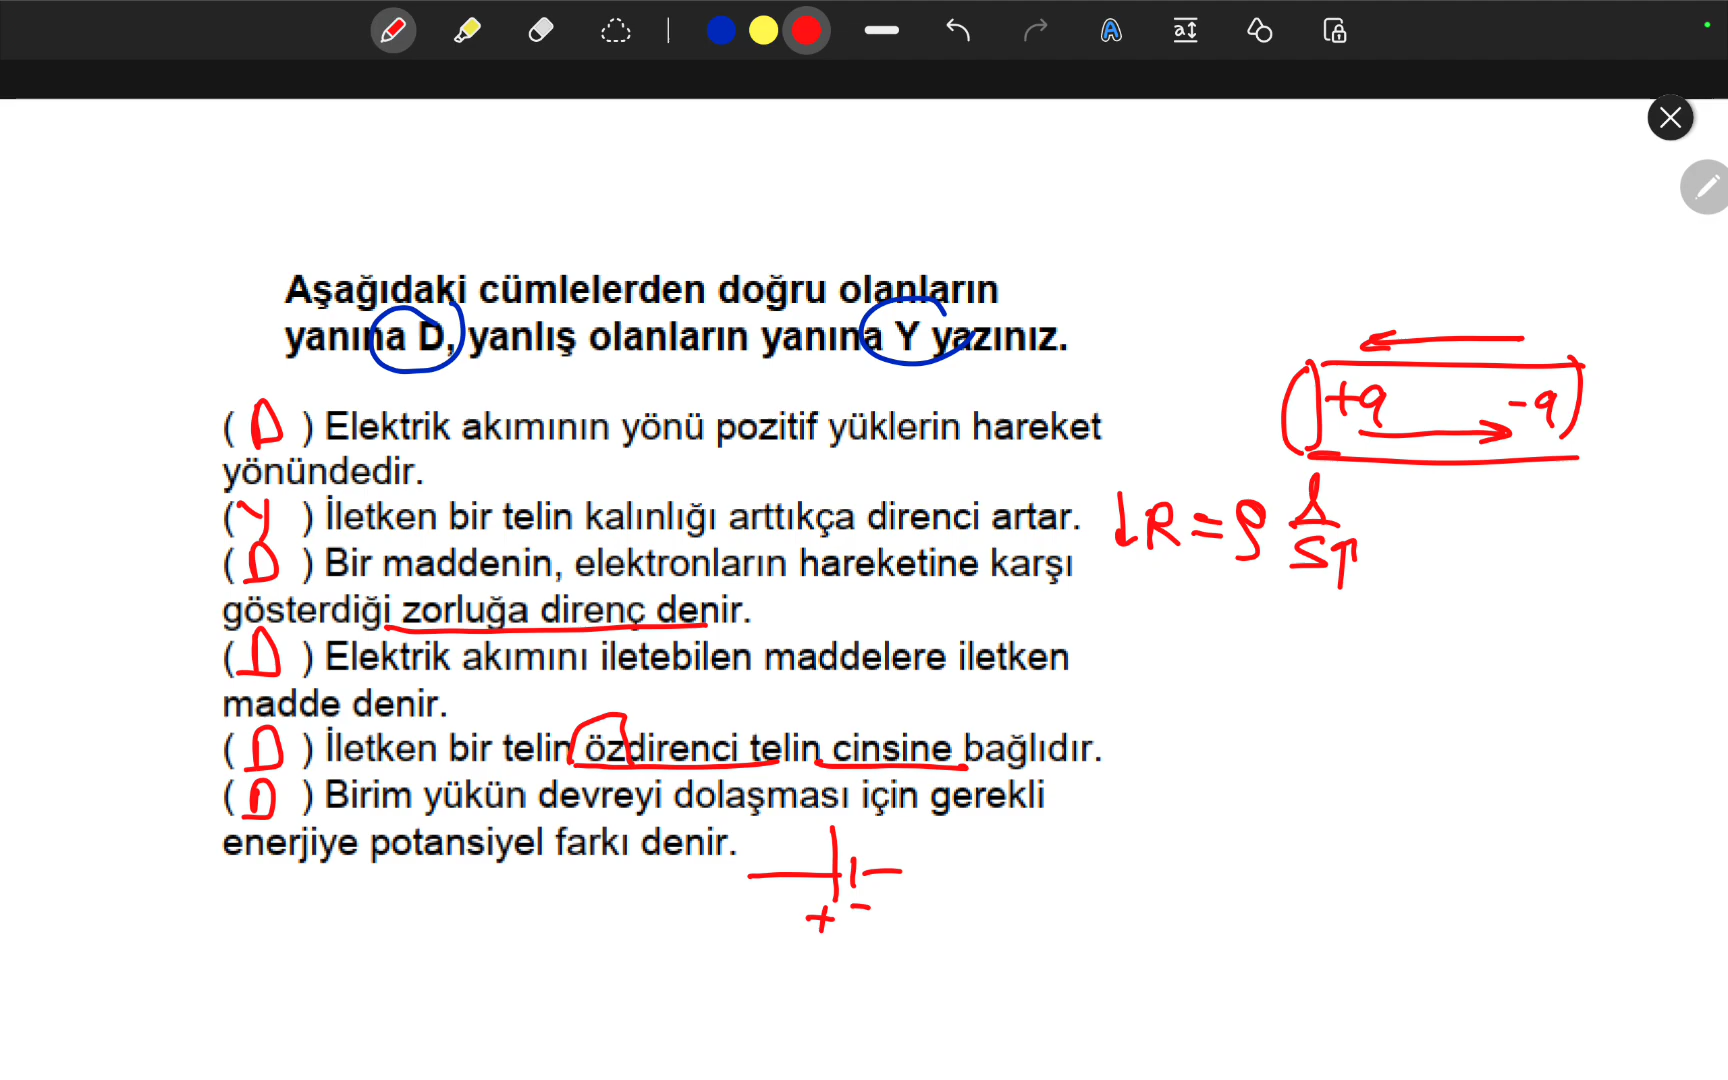 Aşağıdaki cümlelerden doğru olanların
yanına D, yanlış olanların yanına Y yazınız.
( D ) Elektrik akımının yönü pozitif yüklerin hareket
yönündedir.
( Y ) İletken bir telin kalınlığı arttıkça direnci artar.
( D ) Bir maddenin, elektronların hareketine karşı
gösterdiği zorluğa direnç denir.
( D ) Elektrik akımını iletebilen maddelere iletken
madde denir.
( D ) İletken bir telin özdirenci telin cinsine bağlıdır.
( D ) Birim yükün devreyi dolaşması için gerekli
enerjiye potansiyel farkı denir.
+ −
+q −q
↓R = ρ l/S↑